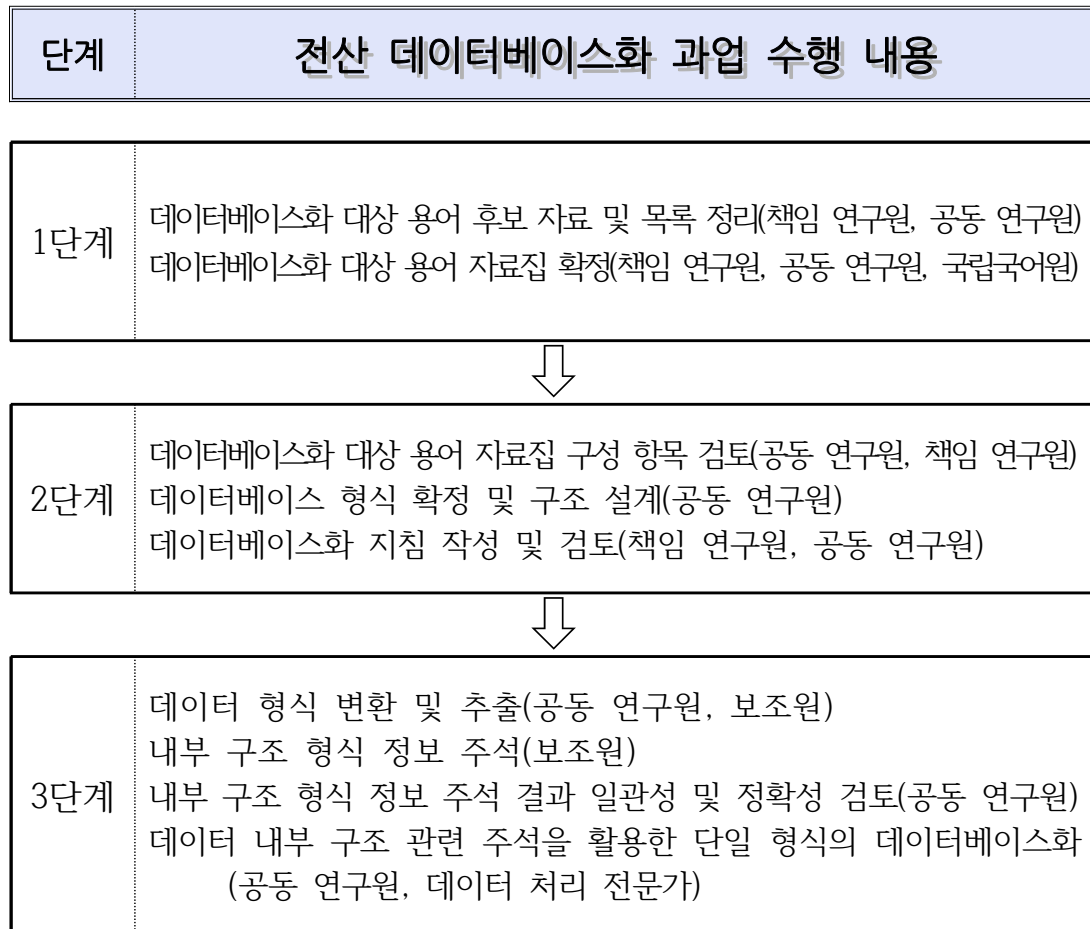 단계
전산 데이터베이스화 과업 수행 내용
1단계
데이터베이스화 대상 용어 후보 자료 및 목록 정리(책임 연구원, 공동 연구원)
데이터베이스화 대상 용어 자료집 확정(책임 연구원, 공동 연구원, 국립국어원)
2단계
데이터베이스화 대상 용어 자료집 구성 항목 검토(공동 연구원, 책임 연구원)
데이터베이스 형식 확정 및 구조 설계(공동 연구원)
데이터베이스화 지침 작성 및 검토(책임 연구원, 공동 연구원)
3단계
데이터 형식 변환 및 추출(공동 연구원, 보조원)
내부 구조 형식 정보 주석(보조원)
내부 구조 형식 정보 주석 결과 일관성 및 정확성 검토(공동 연구원)
데이터 내부 구조 관련 주석을 활용한 단일 형식의 데이터베이스화
(공동 연구원, 데이터 처리 전문가)